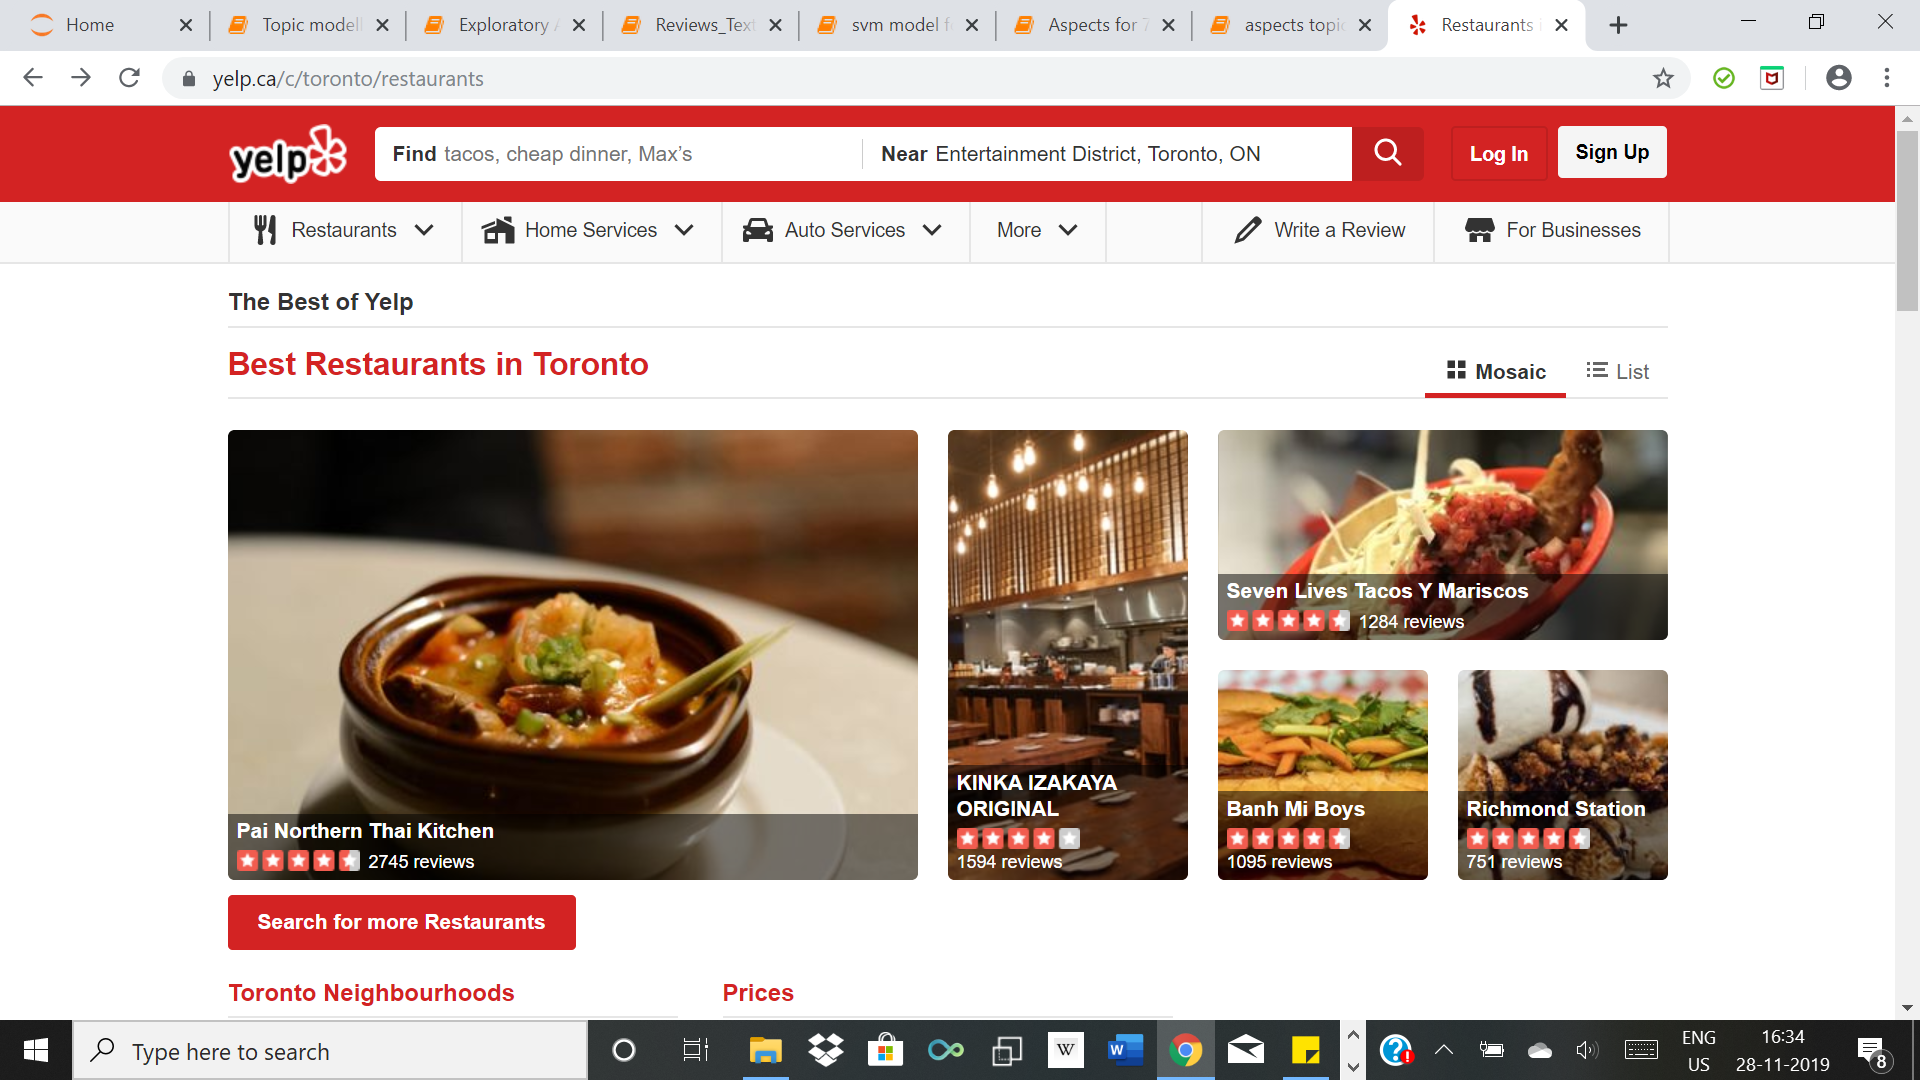 Home
Topic modell
Exploratory A
Reviews_Text
svm model f
Aspects for 7
aspects topic
Restaurants i
yelp.ca/c/toronto/restaurants
yelp
Find tacos, cheap dinner, Max’s
Near Entertainment District, Toronto, ON
Log In
Sign Up
Restaurants
Home Services
Auto Services
More
Write a Review
For Businesses
The Best of Yelp
Best Restaurants in Toronto
Mosaic
List
Pai Northern Thai Kitchen
2745 reviews
KINKA IZAKAYA
ORIGINAL
1594 reviews
Seven Lives Tacos Y Mariscos
1284 reviews
Banh Mi Boys
1095 reviews
Richmond Station
751 reviews
Search for more Restaurants
Toronto Neighbourhoods
Prices
Type here to search
W
W
ENG
US
16:34
28-11-2019
8